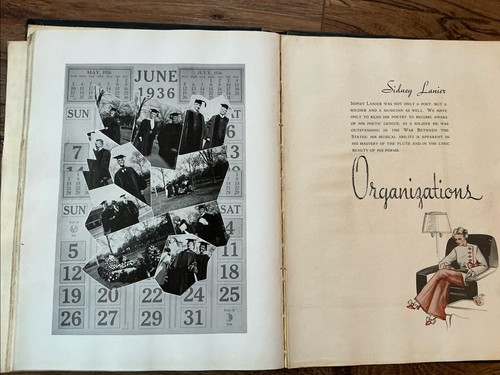 MAY, 1936
JUNE
JULY, 1936
1936
SUN
AT
6
7
3
SUN
SAT
4
5
11
12
18
19 20 22 24 25
26 27 29 31
Sidney Lanier
Sidney Lanier was not only a poet, but a
soldier and a musician as well. We have
only to read his poetry to become aware
of his poetic genius; as a soldier he was
outstanding in the War Between the
States; his musical ability is apparent in
his mastery of the flute and in the lyric
beauty of his poems.
Organizations